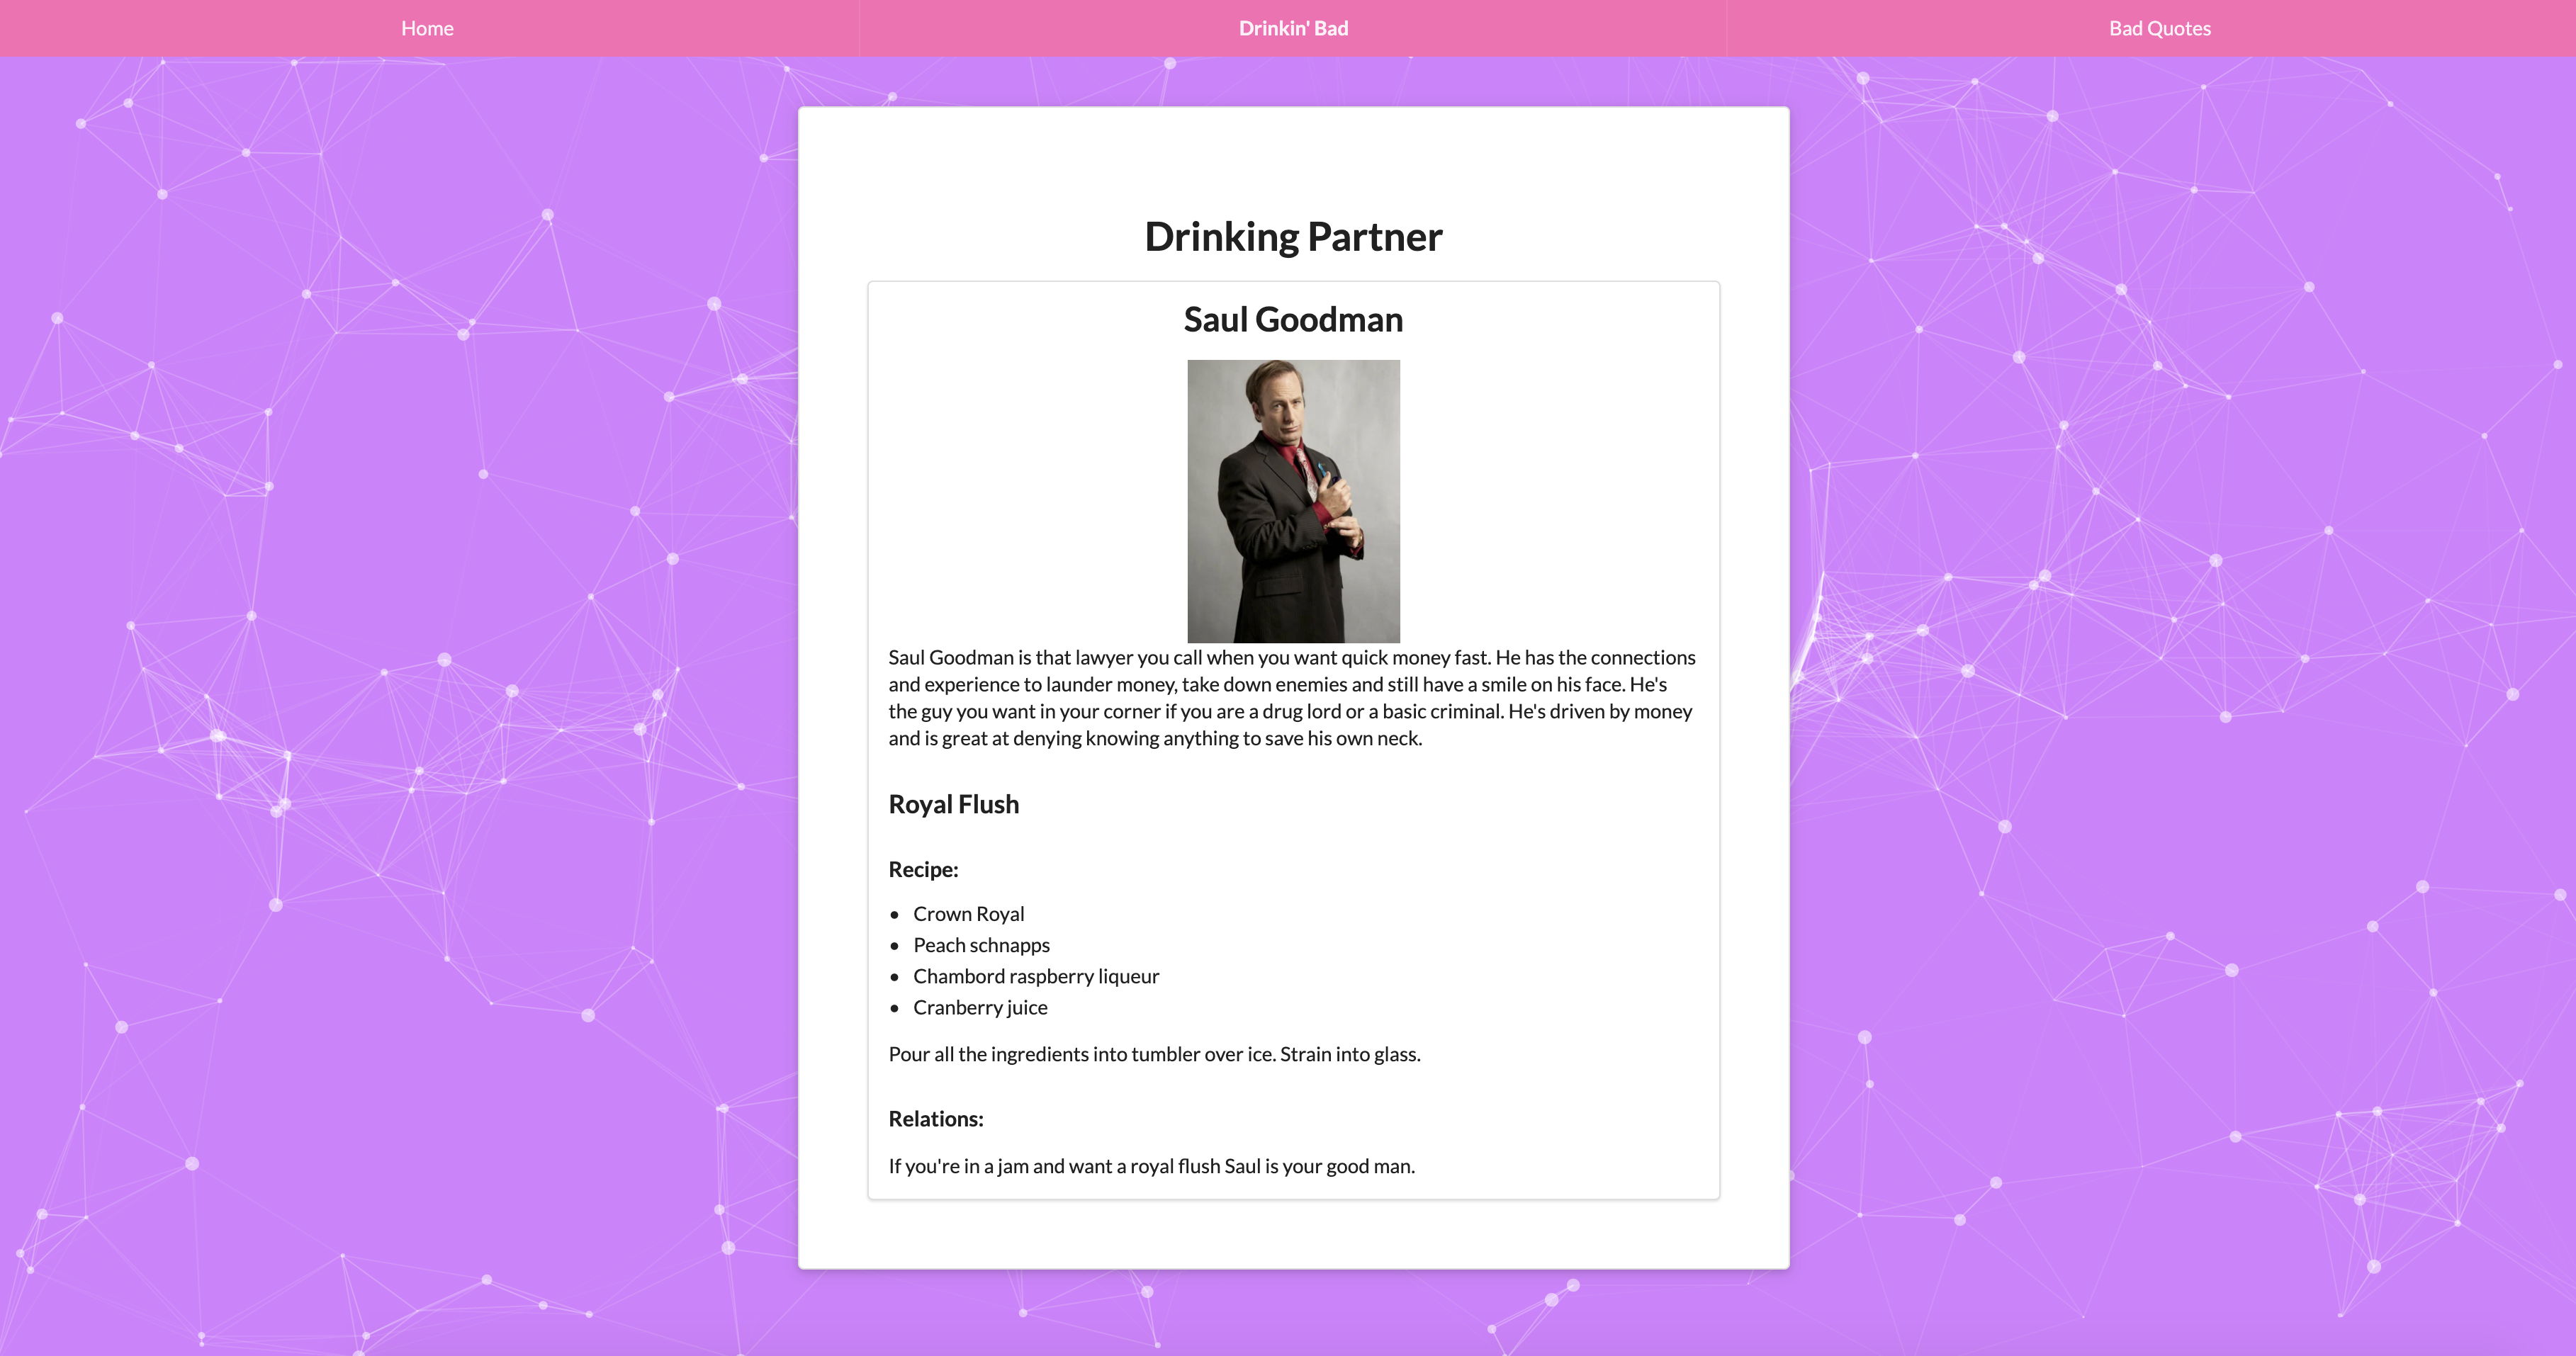 Home
Drinkin' Bad
Bad Quotes
Drinking Partner
Saul Goodman
Saul Goodman is that lawyer you call when you want quick money fast. He has the connections
and experience to launder money, take down enemies and still have a smile on his face. He's
the guy you want in your corner if you are a drug lord or a basic criminal. He's driven by money
and is great at denying knowing anything to save his own neck.
Royal Flush
Recipe:
• Crown Royal
• Peach schnapps
• Chambord raspberry liqueur
• Cranberry juice
Pour all the ingredients into tumbler over ice. Strain into glass.
Relations:
If you're in a jam and want a royal flush Saul is your good man.